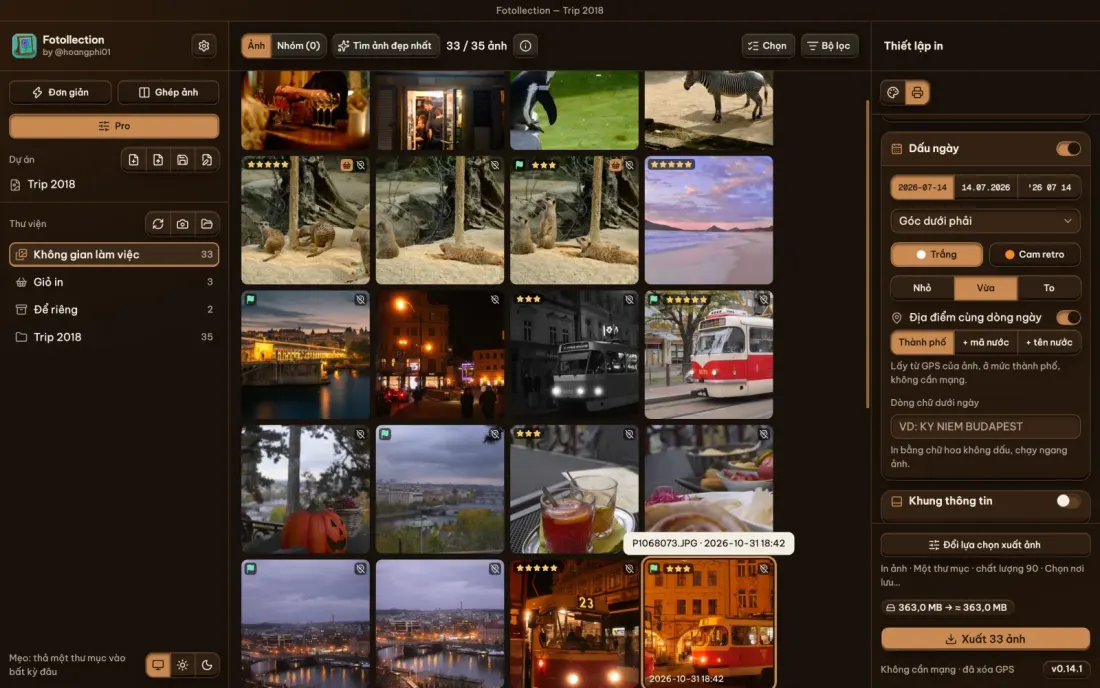 Fotollection — Trip 2018
Fotollection
by @hoangphi01
Đơn giản
Ghép ảnh
Pro
Dự án
Trip 2018
Thư viện
Không gian làm việc 33
Giỏ in 3
Để riêng 2
Trip 2018 35
Mẹo: thả một thư mục vào
bất kỳ đâu
Ảnh
Nhóm (0)
Tìm ảnh đẹp nhất
33 / 35 ảnh
Chọn
Bộ lọc
23
P1068073.JPG · 2026-10-31 18:42
2026-10-31 18:42
Thiết lập in
Dấu ngày
2026-07-14
14.07.2026
'26 07 14
Góc dưới phải
Trắng
Cam retro
Nhỏ
Vừa
To
Địa điểm cùng dòng ngày
Thành phố
+ mã nước
+ tên nước
Lấy từ GPS của ảnh, ở mức thành phố,
không cần mạng.
Dòng chữ dưới ngày
VD: KY NIEM BUDAPEST
In bằng chữ hoa không dấu, chạy ngang
ảnh.
Khung thông tin
Đổi lựa chọn xuất ảnh
In ảnh · Một thư mục · chất lượng 90 · Chọn nơi
lưu...
363,0 MB → ≈ 363,0 MB
Xuất 33 ảnh
Không cần mạng · đã xóa GPS
v0.14.1